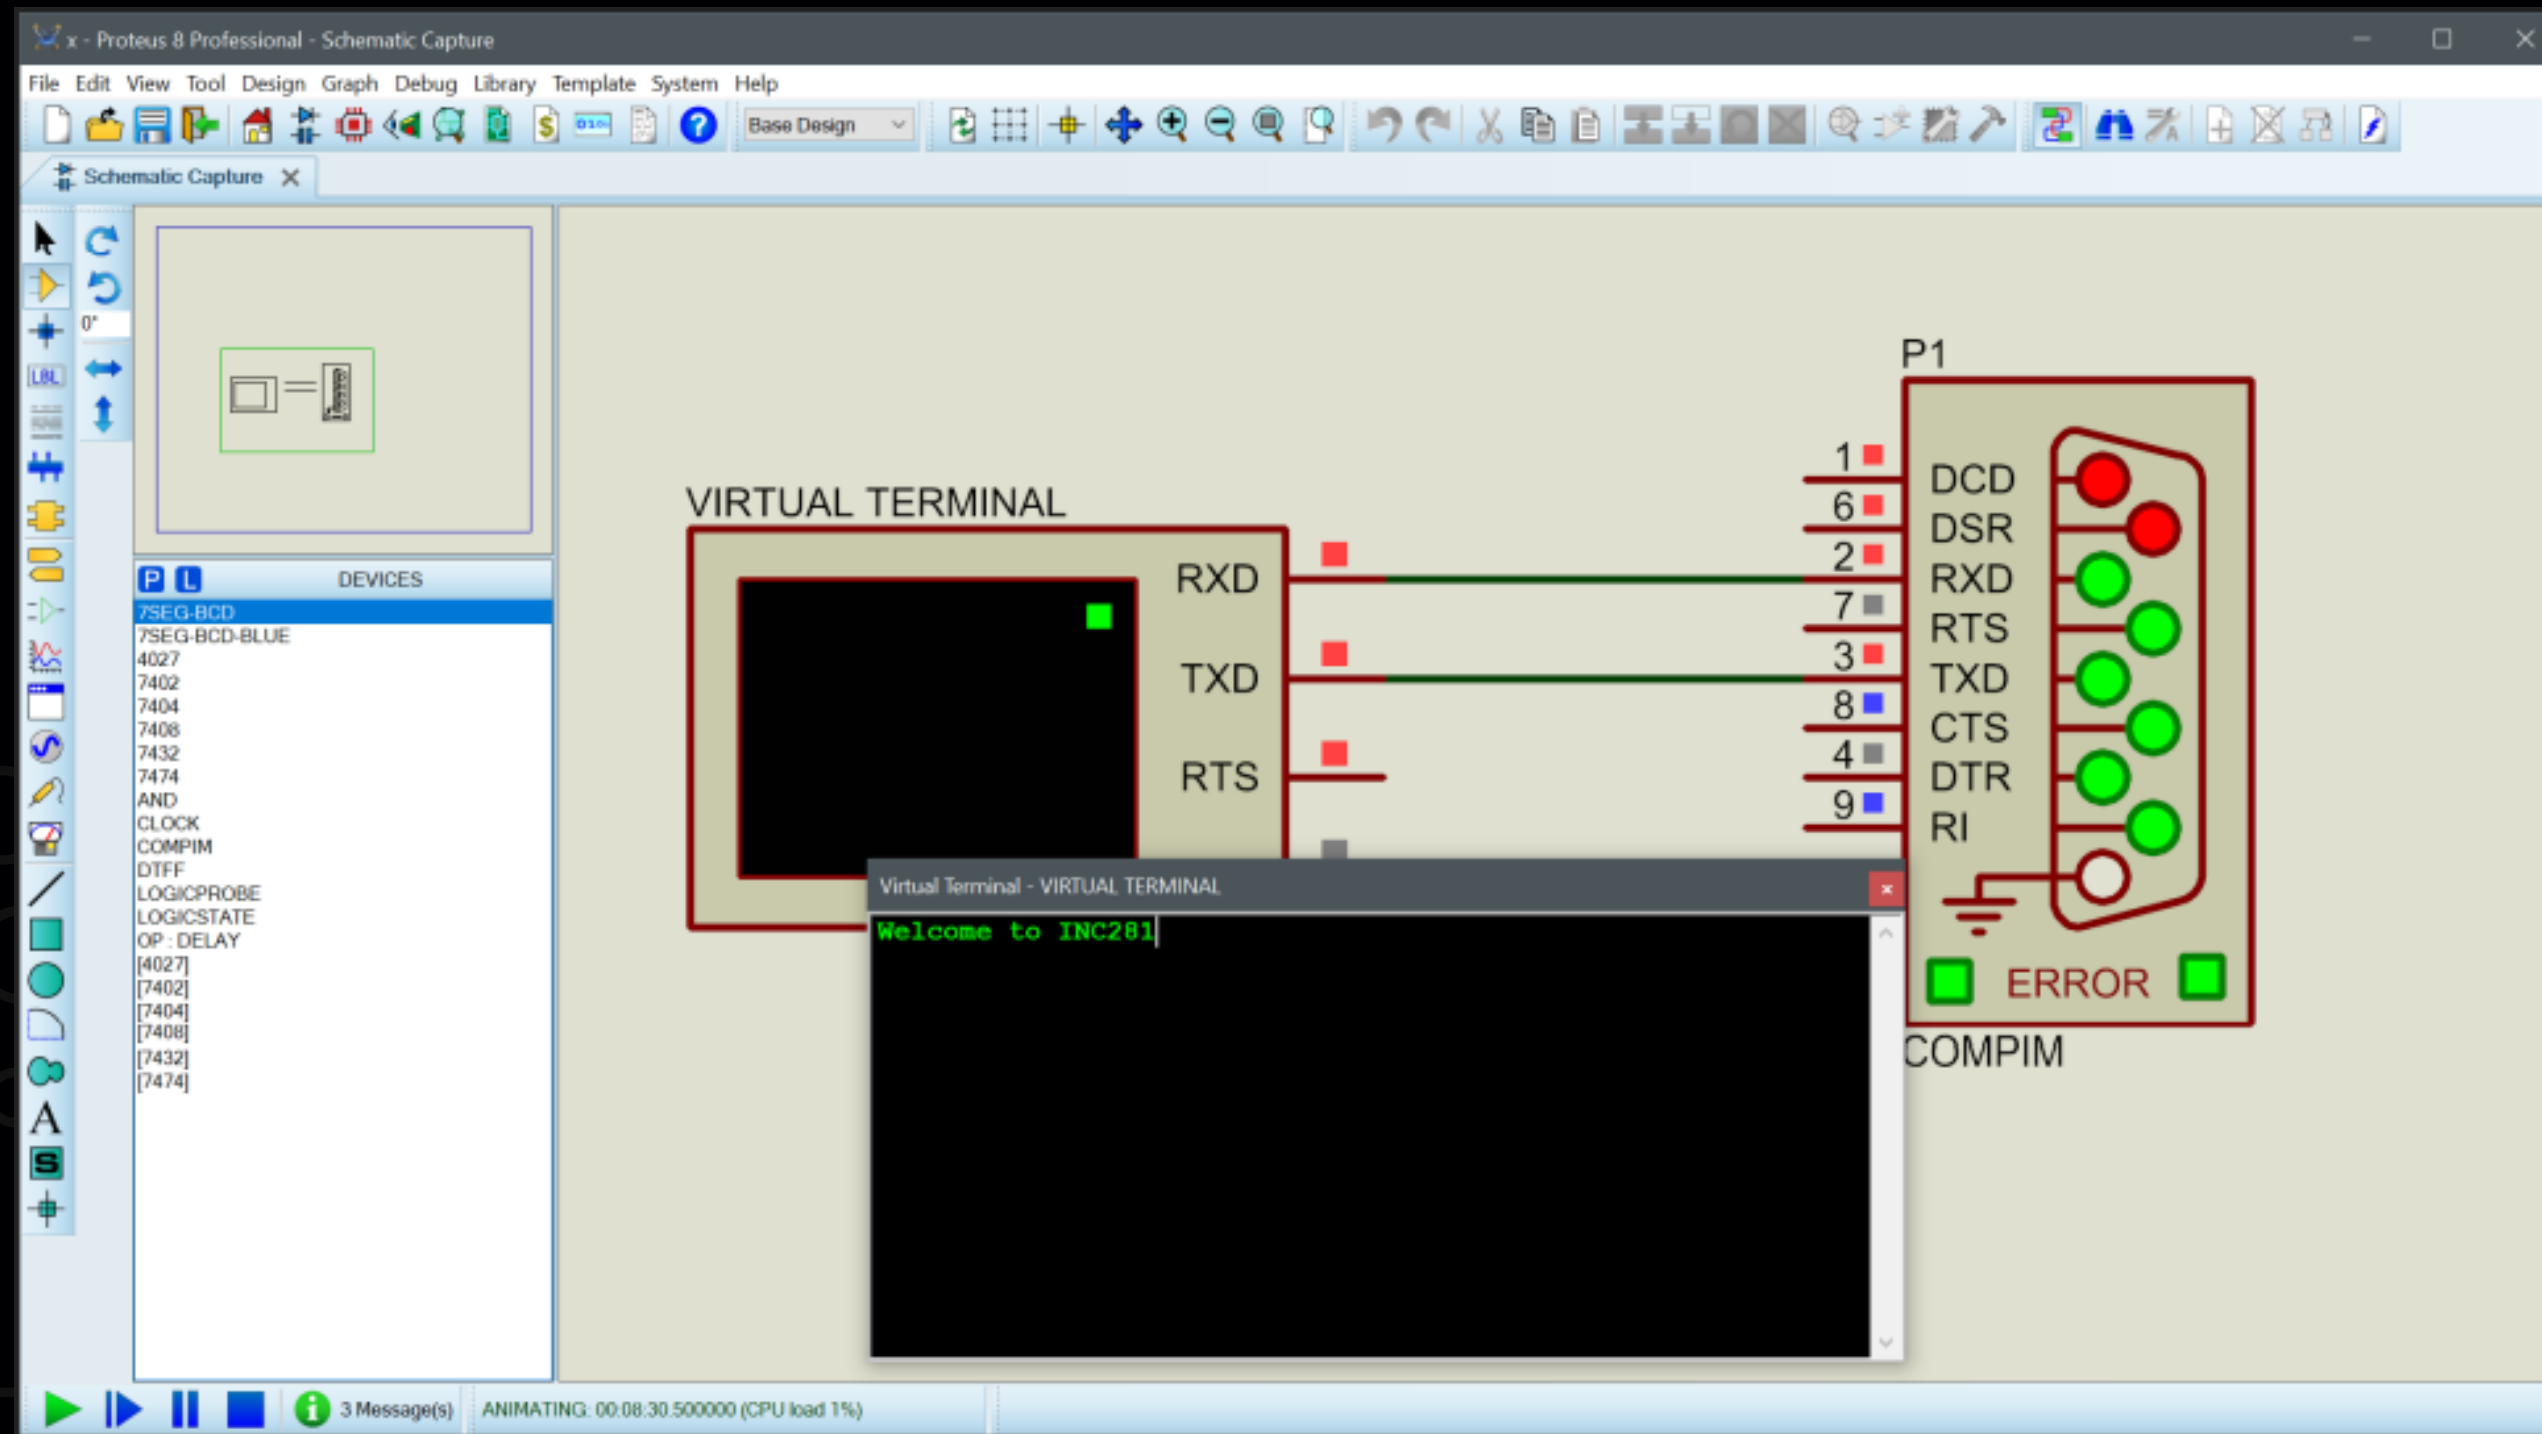 x - Proteus 8 Professional - Schematic Capture
File Edit View Tool Design Graph Debug Library Template System Help
$ 0101 ? Base Design
Schematic Capture
0°
LBL
A
S
P L DEVICES
7SEG-BCD
7SEG-BCD-BLUE
4027
7402
7404
7408
7432
7474
AND
CLOCK
COMPIM
DTFF
LOGICPROBE
LOGICSTATE
OP : DELAY
[4027]
[7402]
[7404]
[7408]
[7432]
[7474]
VIRTUAL TERMINAL
RXD
TXD
RTS
P1
1 DCD
6 DSR
2 RXD
7 RTS
3 TXD
8 CTS
4 DTR
9 RI
ERROR
COMPIM
Virtual Terminal - VIRTUAL TERMINAL
Welcome to INC281
3 Message(s) ANIMATING: 00:08:30.500000 (CPU load 1%)